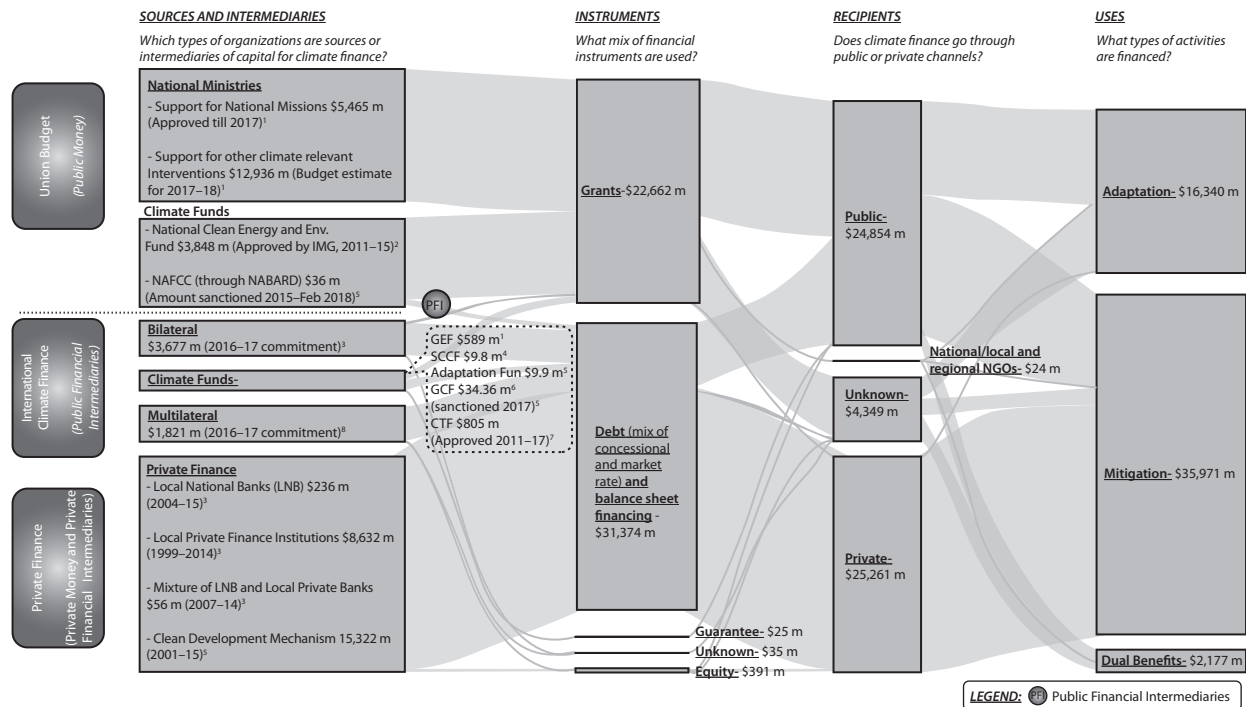 SOURCES AND INTERMEDIARIES
Which types of organizations are sources or
intermediaries of capital for climate finance?
INSTRUMENTS
What mix of financial
instruments are used?
RECIPIENTS
Does climate finance go through
public or private channels?
USES
What types of activities
are financed?
Union Budget
(Public Money)
National Ministries
- Support for National Missions $5,465 m
(Approved till 2017)¹
- Support for other climate relevant
Interventions $12,936 m (Budget estimate
for 2017–18)¹
Climate Funds
- National Clean Energy and Env.
Fund $3,848 m (Approved by IMG, 2011–15)²
- NAFCC (through NABARD) $36 m
(Amount sanctioned 2015–Feb 2018)⁵
PFI
International
Climate Finance
(Public Financial
Intermediaries)
Bilateral
$3,677 m (2016–17 commitment)³
Climate Funds-
Multilateral
$1,821 m (2016–17 commitment)⁸
GEF $589 m¹
SCCF $9.8 m⁴
Adaptation Fun $9.9 m⁵
GCF $34.36 m⁶
(sanctioned 2017)⁵
CTF $805 m
(Approved 2011–17)⁷
Private Finance
(Private Money and Private
Financial Intermediaries)
Private Finance
- Local National Banks (LNB) $236 m
(2004–15)³
- Local Private Finance Institutions $8,632 m
(1999–2014)³
- Mixture of LNB and Local Private Banks
$56 m (2007–14)³
- Clean Development Mechanism 15,322 m
(2001–15)⁵
Grants-$22,662 m
Debt (mix of
concessional
and market
rate) and
balance sheet
financing -
$31,374 m
Guarantee- $25 m
Unknown- $35 m
Equity- $391 m
Public-
$24,854 m
National/local and
regional NGOs- $24 m
Unknown-
$4,349 m
Private-
$25,261 m
Adaptation- $16,340 m
Mitigation- $35,971 m
Dual Benefits- $2,177 m
LEGEND: PFI Public Financial Intermediaries